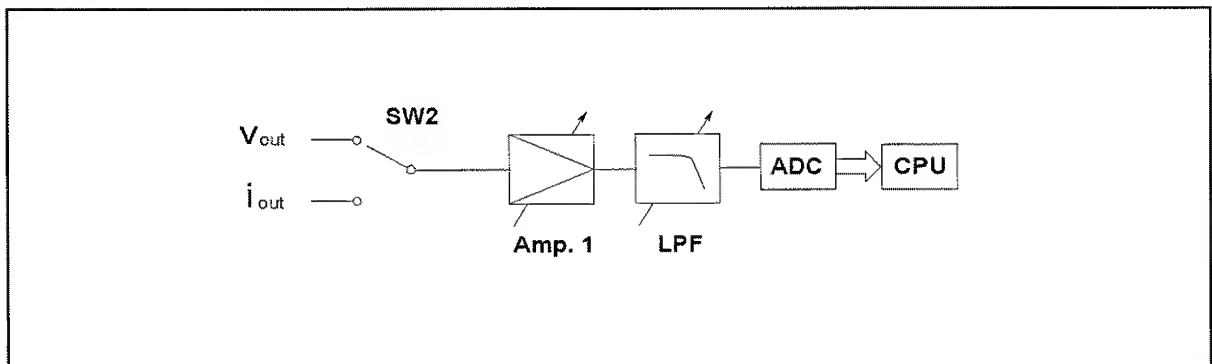 SW2
Vout
iout
ADC
CPU
Amp. 1
LPF